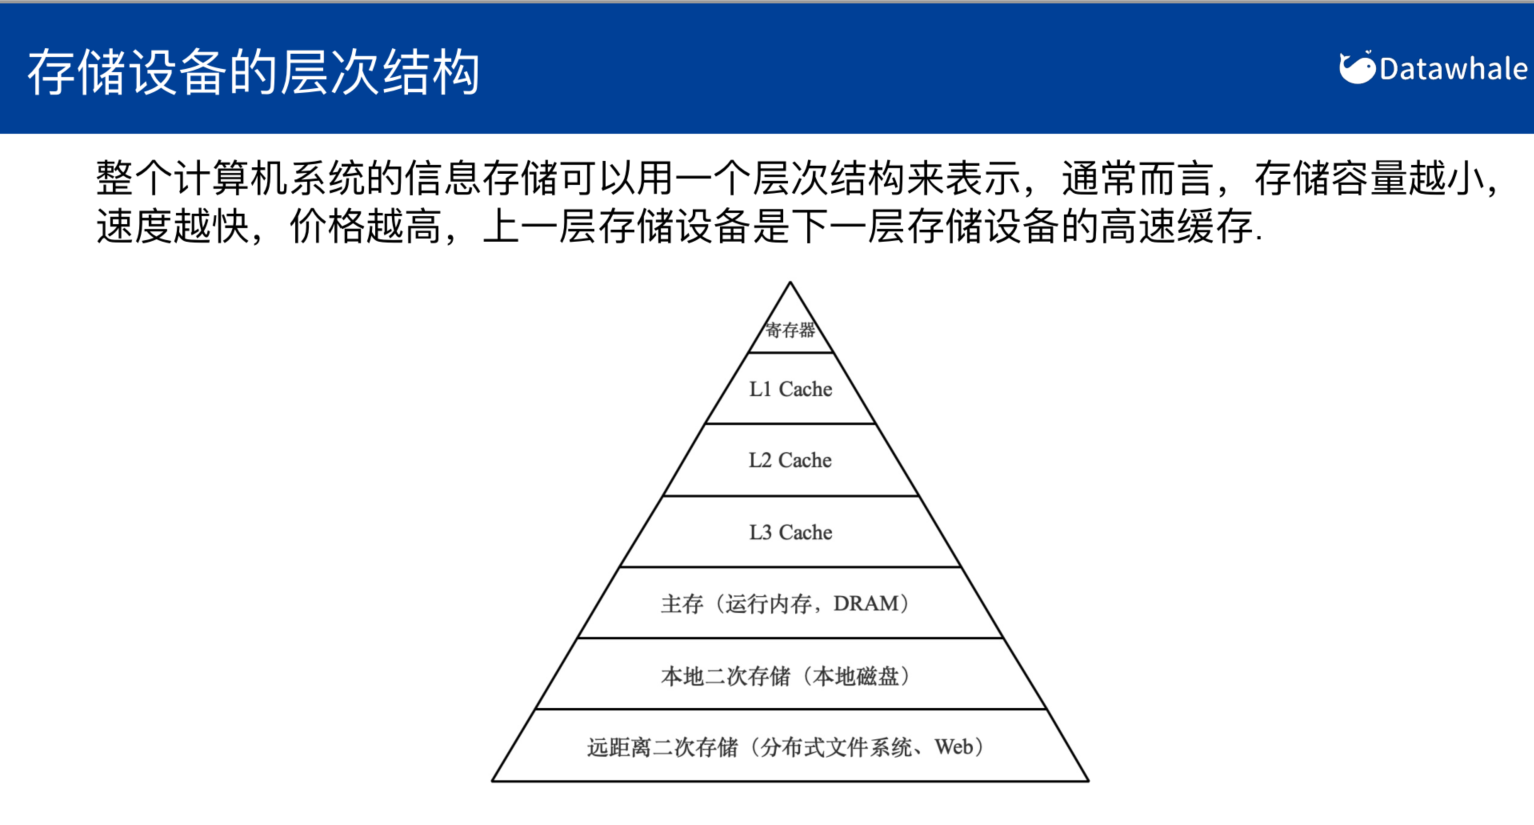 存储设备的层次结构
Datawhale
整个计算机系统的信息存储可以用一个层次结构来表示，通常而言，存储容量越小，
速度越快，价格越高，上一层存储设备是下一层存储设备的高速缓存.
寄存器
L1 Cache
L2 Cache
L3 Cache
主存（运行内存，DRAM）
本地二次存储（本地磁盘）
远距离二次存储（分布式文件系统、Web）